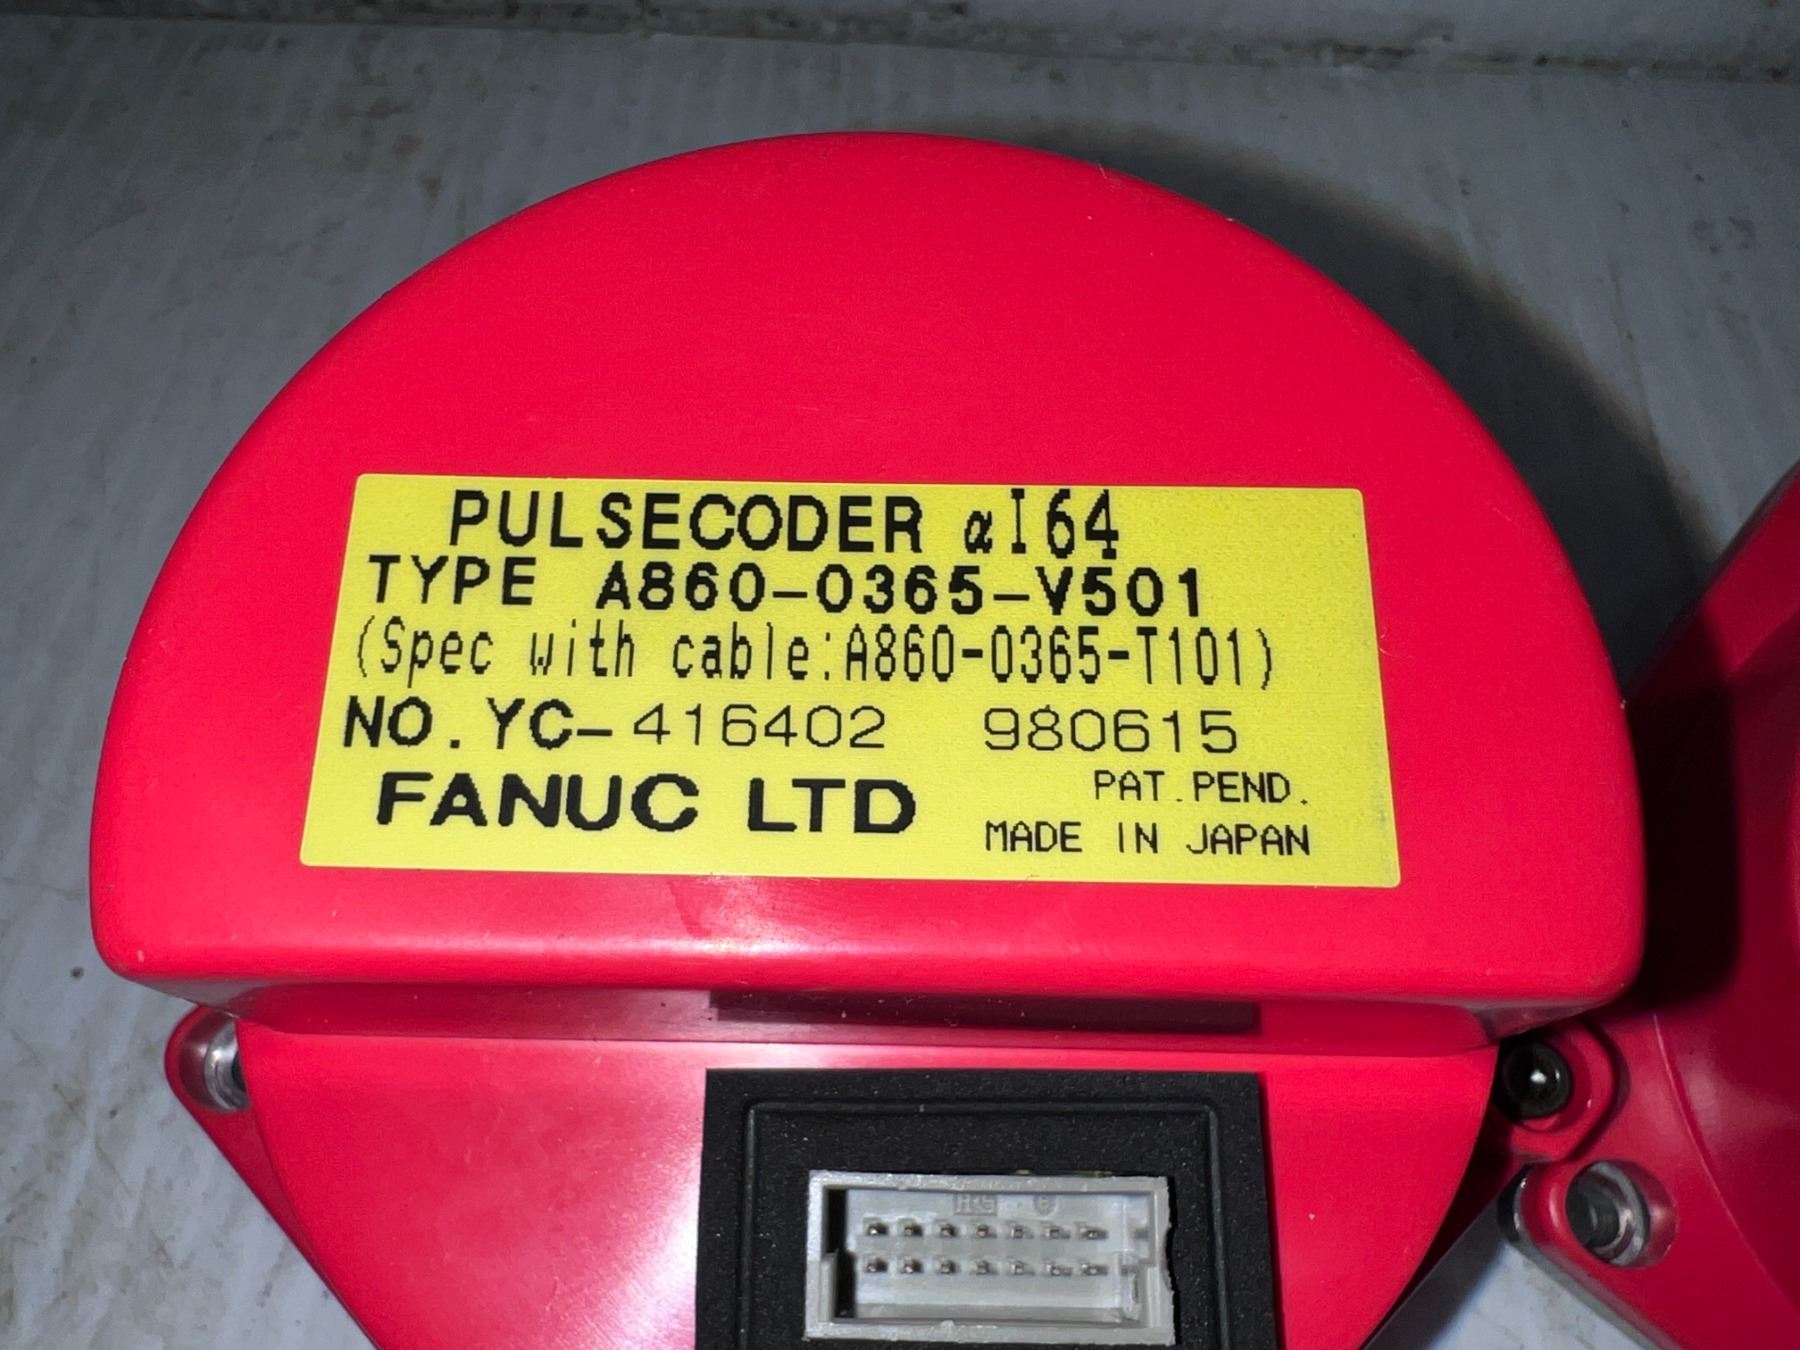 PULSECODER αI64
TYPE A860-0365-V501
(Spec with cable:A860-0365-T101)
NO.YC-416402 980615
FANUC LTD
PAT.PEND.
MADE IN JAPAN